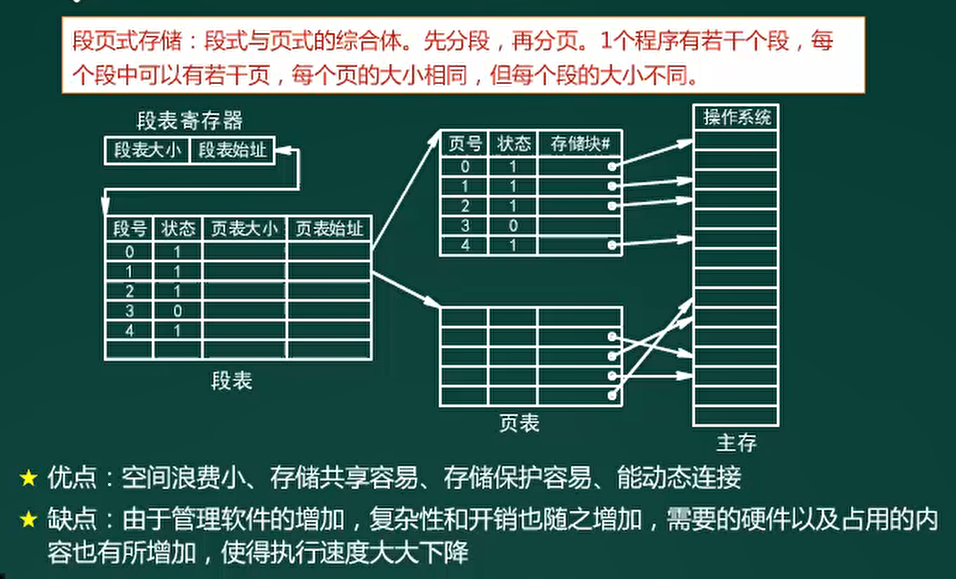 段页式存储：段式与页式的综合体。先分段，再分页。1个程序有若干个段，每
个段中可以有若干页，每个页的大小相同，但每个段的大小不同。
段表寄存器
段表大小 段表始址
段号 状态 页表大小 页表始址
0 1
1 1
2 1
3 0
4 1
段表
页号 状态 存储块#
0 1
1 1
2 1
3 0
4 1
页表
操作系统
主存
★ 优点：空间浪费小、存储共享容易、存储保护容易、能动态连接
★ 缺点：由于管理软件的增加，复杂性和开销也随之增加，需要的硬件以及占用的内
容也有所增加，使得执行速度大大下降